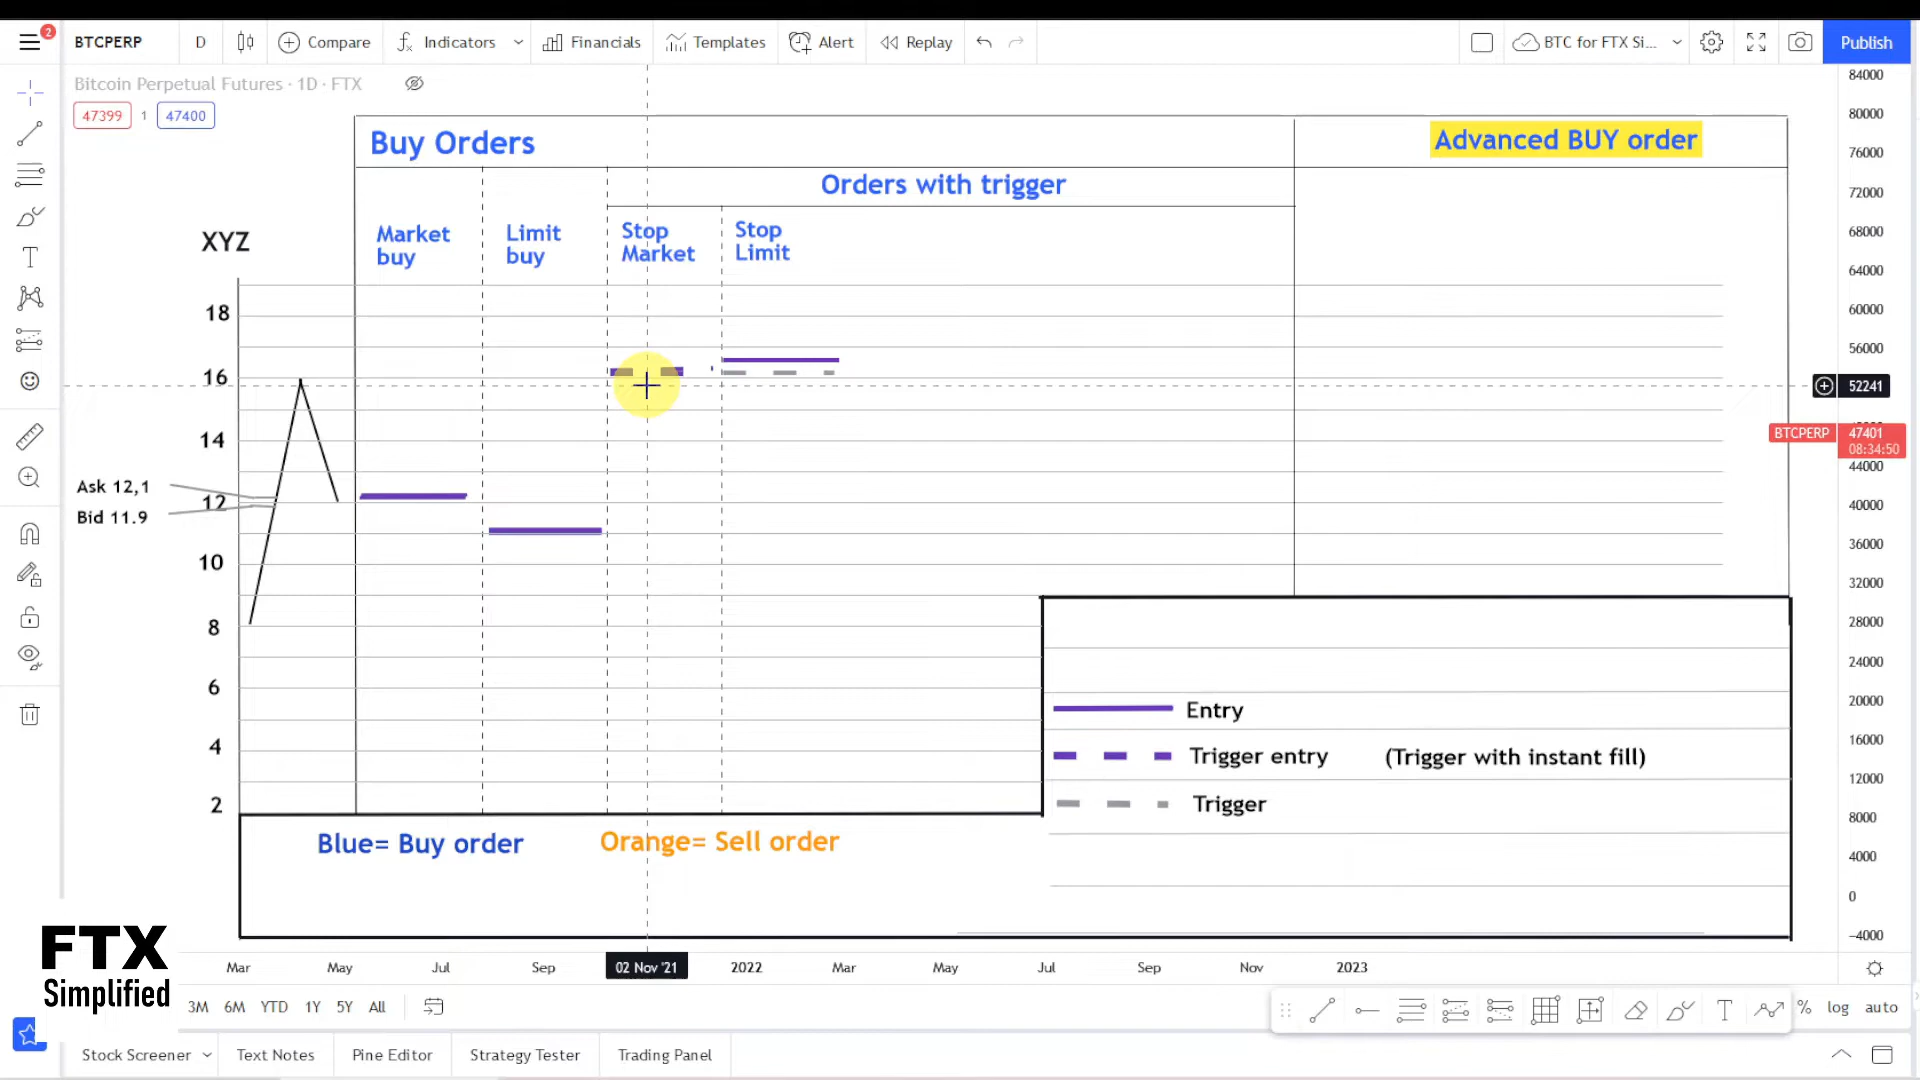 2
BTCPERP
D
Compare
Indicators
Financials
Templates
Alert
Replay
BTC for FTX Si...
Publish
Bitcoin Perpetual Futures · 1D · FTX
47399
1
47400
Buy Orders
Advanced BUY order
Orders with trigger
XYZ
Market
buy
Limit
buy
Stop
Market
Stop
Limit
18
16
14
12
10
8
6
4
2
Ask 12,1
Bid 11.9
Entry
Trigger entry (Trigger with instant fill)
Trigger
Blue= Buy order
Orange= Sell order
84000
80000
76000
72000
68000
64000
60000
56000
52241
BTCPERP
47401
08:34:50
44000
40000
36000
32000
28000
24000
20000
16000
12000
8000
4000
0
−4000
FTX
Simplified
Mar
May
Jul
Sep
02 Nov '21
2022
Mar
May
Jul
Sep
Nov
2023
3M
6M
YTD
1Y
5Y
All
%
log
auto
Stock Screener
Text Notes
Pine Editor
Strategy Tester
Trading Panel